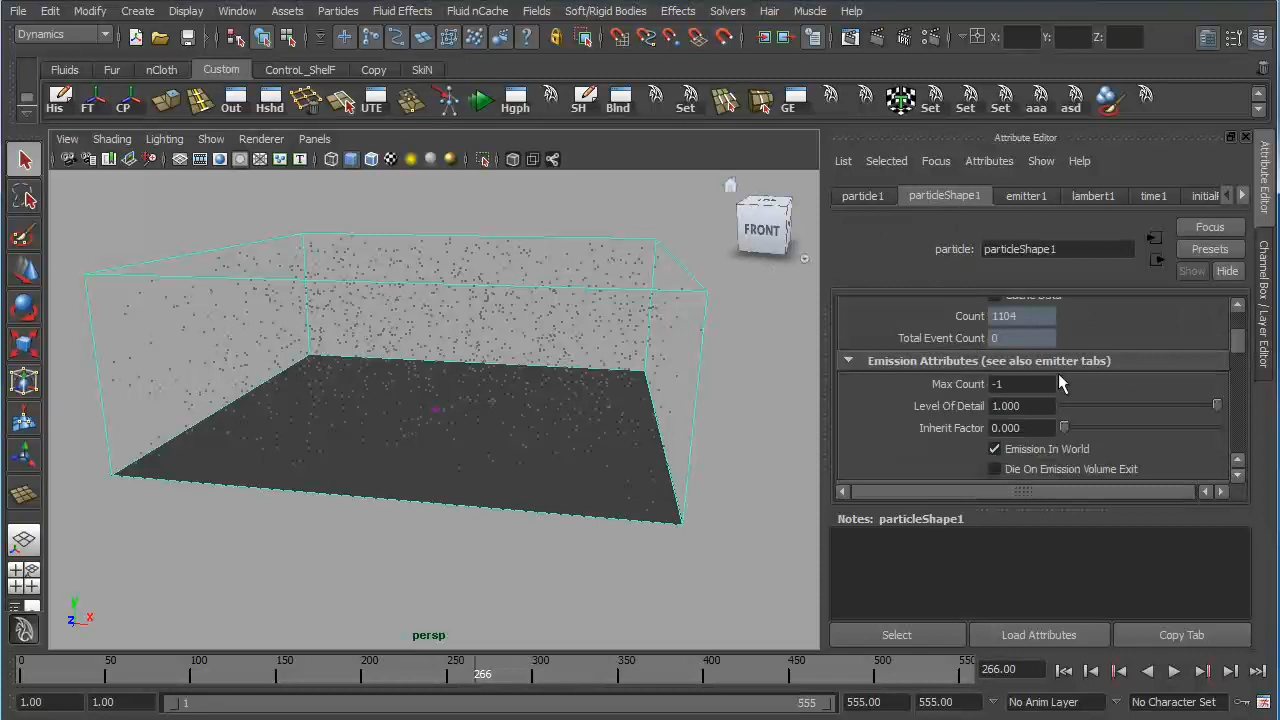 File Edit Modify Create Display Window Assets Particles Fluid Effects Fluid nCache Fields Soft/Rigid Bodies Effects Solvers Hair Muscle Help
Dynamics X: Y: Z:
Fluids Fur nCloth Custom ControL_ShelF Copy SkiN
His FT CP Out Hshd UTE Hgph SH Blnd Set GE Set Set Set aaa asd
View Shading Lighting Show Renderer Panels
FRONT
y
z x
persp
Attribute Editor
List Selected Focus Attributes Show Help
particle1 particleShape1 emitter1 lambert1 time1
Focus
particle: particleShape1 Presets
Show Hide
Count 1104
Total Event Count 0
Emission Attributes (see also emitter tabs)
Max Count -1
Level Of Detail 1.000
Inherit Factor 0.000
Emission In World
Die On Emission Volume Exit
Notes: particleShape1
Select Load Attributes Copy Tab
Attribute Editor
Channel Box / Layer Editor
0 50 100 150 200 250 300 350 400 450 500 55
266 266.00
1.00 1.00 1 555 555.00 555.00 No Anim Layer No Character Set